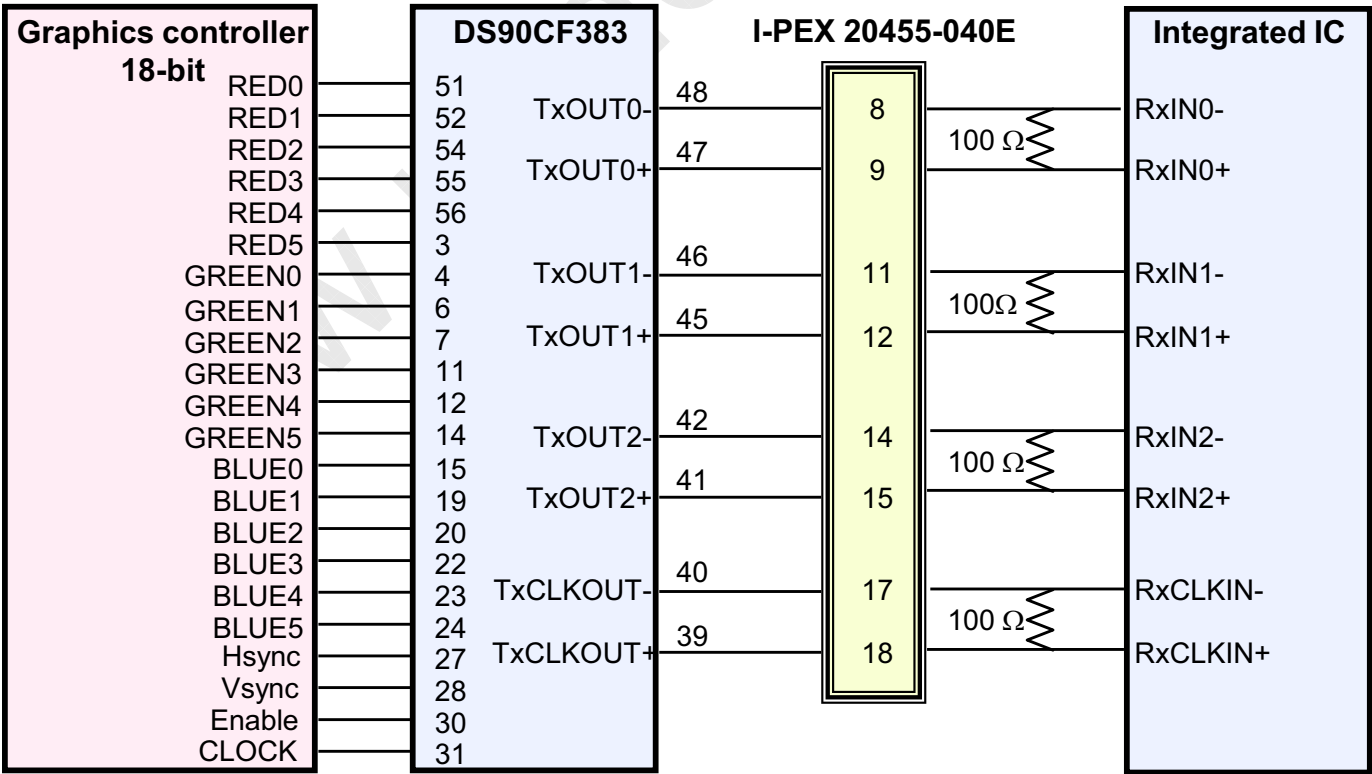 Graphics controller
18-bit
DS90CF383
I-PEX 20455-040E
Integrated IC
RED0 51
RED1 52
RED2 54
RED3 55
RED4 56
RED5 3
GREEN0 4
GREEN1 6
GREEN2 7
GREEN3 11
GREEN4 12
GREEN5 14
BLUE0 15
BLUE1 19
BLUE2 20
BLUE3 22
BLUE4 23
BLUE5 24
Hsync 27
Vsync 28
Enable 30
CLOCK 31
TxOUT0- 48 8 RxIN0-
100 Ω
TxOUT0+ 47 9 RxIN0+
TxOUT1- 46 11 RxIN1-
100Ω
TxOUT1+ 45 12 RxIN1+
TxOUT2- 42 14 RxIN2-
100 Ω
TxOUT2+ 41 15 RxIN2+
TxCLKOUT- 40 17 RxCLKIN-
100 Ω
TxCLKOUT+ 39 18 RxCLKIN+